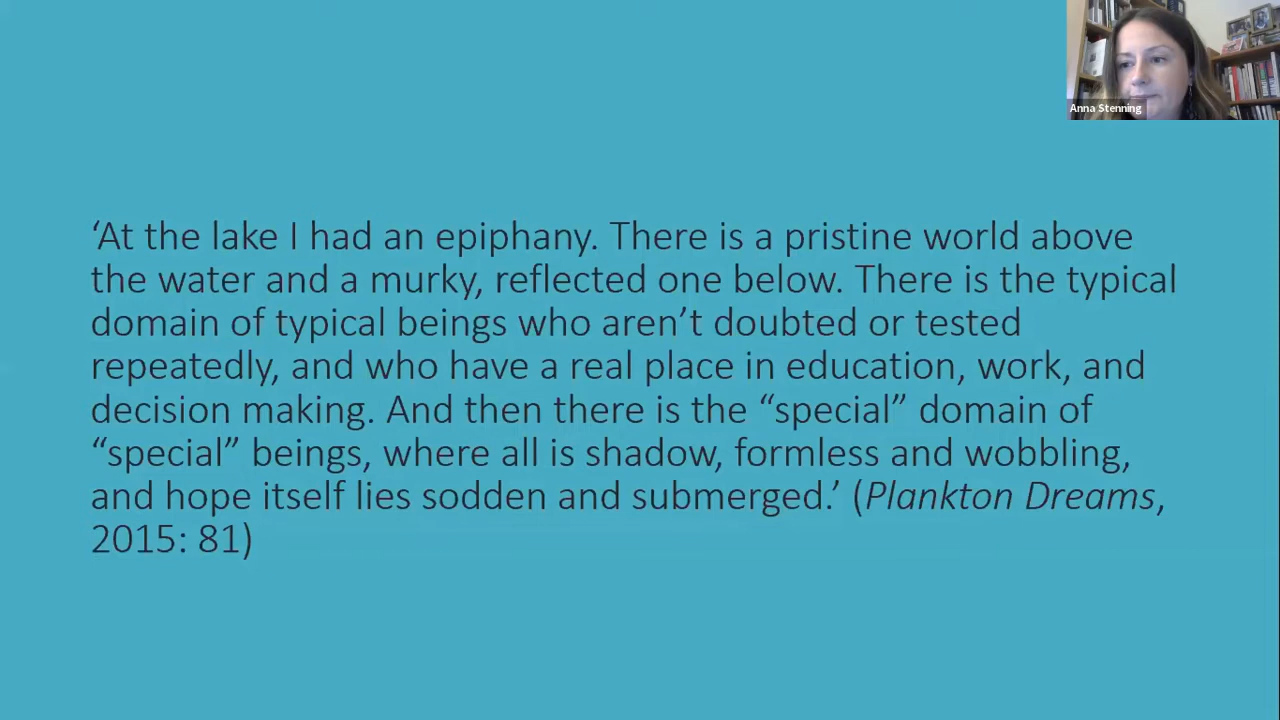 Anna Stenning
‘At the lake I had an epiphany. There is a pristine world above
the water and a murky, reflected one below. There is the typical
domain of typical beings who aren’t doubted or tested
repeatedly, and who have a real place in education, work, and
decision making. And then there is the “special” domain of
“special” beings, where all is shadow, formless and wobbling,
and hope itself lies sodden and submerged.’ (Plankton Dreams,
2015: 81)